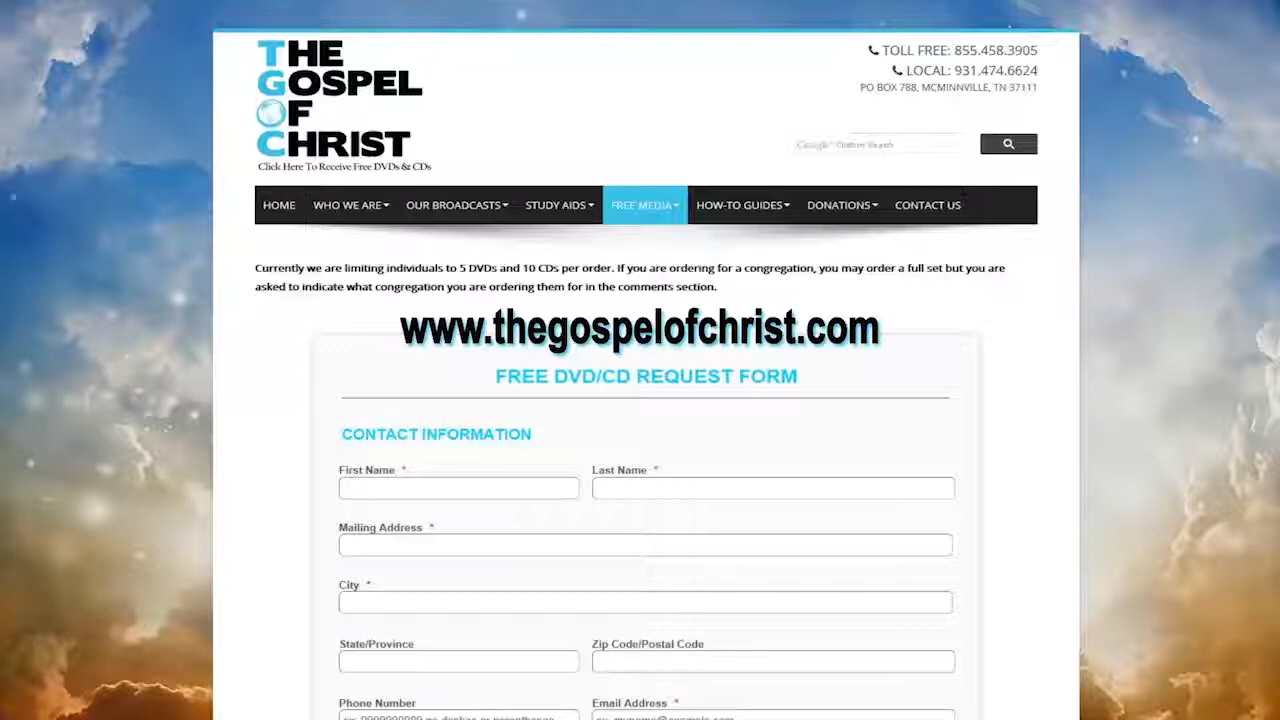 THE
GOSPEL
OF
CHRIST
Click Here To Receive Free DVDs & CDs
TOLL FREE: 855.458.3905
LOCAL: 931.474.6624
PO BOX 788, MCMINNVILLE, TN 37111
Google Custom Search
HOME WHO WE ARE OUR BROADCASTS STUDY AIDS FREE MEDIA HOW-TO GUIDES DONATIONS CONTACT US
Currently we are limiting individuals to 5 DVDs and 10 CDs per order. If you are ordering for a congregation, you may order a full set but you are
asked to indicate what congregation you are ordering them for in the comments section.
www.thegospelofchrist.com
FREE DVD/CD REQUEST FORM
CONTACT INFORMATION
First Name * Last Name *
Mailing Address *
City *
State/Province Zip Code/Postal Code
Phone Number Email Address *